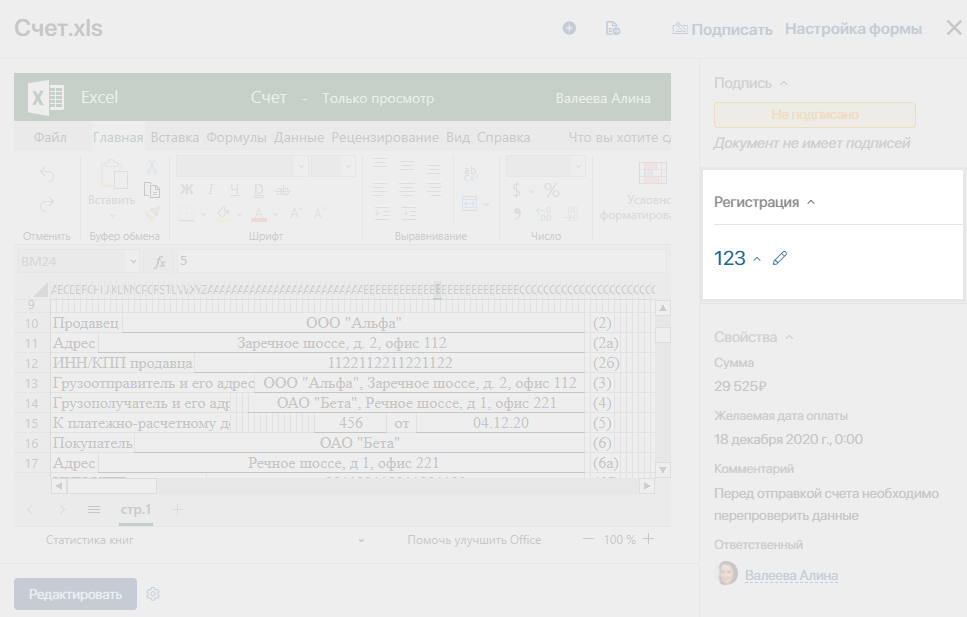 Счет.xls
Подписать Настройка формы
Excel
Счет - Только просмотр
Валеева Алина
Файл Главная Вставка Формулы Данные Рецензирование Вид Справка Что вы хотите сд
Вставить
Ж К Ч D ab
$ %
Условно
форматирова
Отменить Буфер обмена Шрифт Выравнивание Число
BM24 fx 5
9
10 Продавец ООО "Альфа" (2)
11 Адрес Заречное шоссе, д. 2, офис 112 (2а)
12 ИНН/КПП продавца 1122112211221122 (2б)
13 Грузоотправитель и его адрес ООО "Альфа", Заречное шоссе, д. 2, офис 112 (3)
14 Грузополучатель и его адр ОАО "Бета", Речное шоссе, д 1, офис 221 (4)
15 К платежно-расчетному д 456 от 04.12.20 (5)
16 Покупатель ОАО "Бета" (6)
17 Адрес Речное шоссе, д 1, офис 221 (6а)
стр.1
Статистика книг Помочь улучшить Office 100 %
Редактировать
Подпись
Не подписано
Документ не имеет подписей
Регистрация
123
Свойства
Сумма
29 525₽
Желаемая дата оплаты
18 декабря 2020 г., 0:00
Комментарий
Перед отправкой счета необходимо
перепроверить данные
Ответственный
Валеева Алина